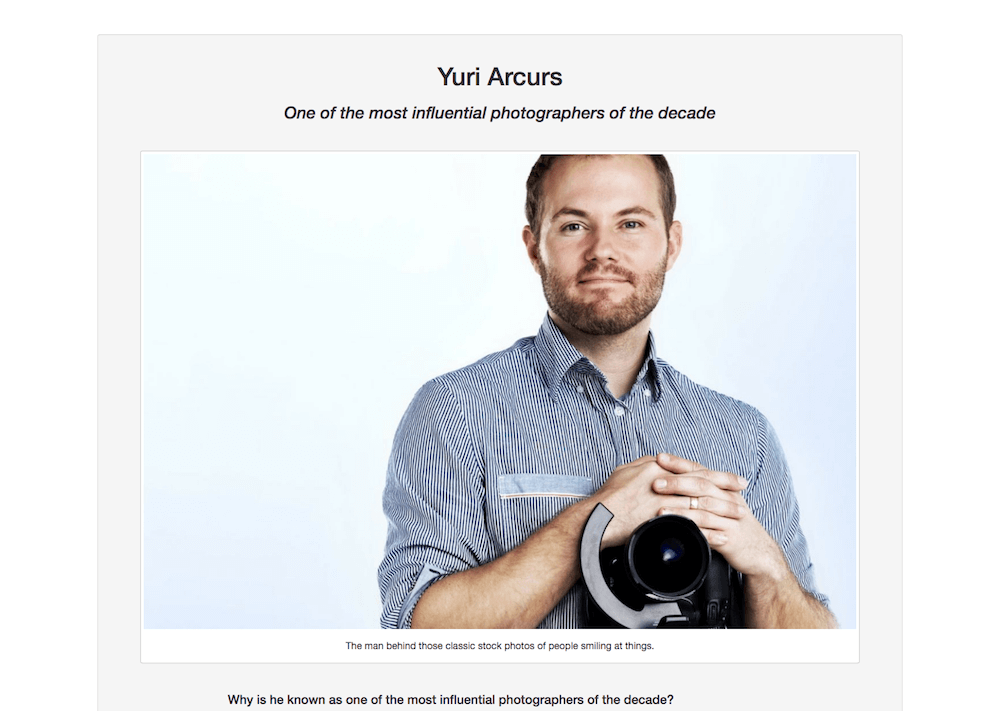 Yuri Arcurs
One of the most influential photographers of the decade
The man behind those classic stock photos of people smiling at things.
Why is he known as one of the most influential photographers of the decade?